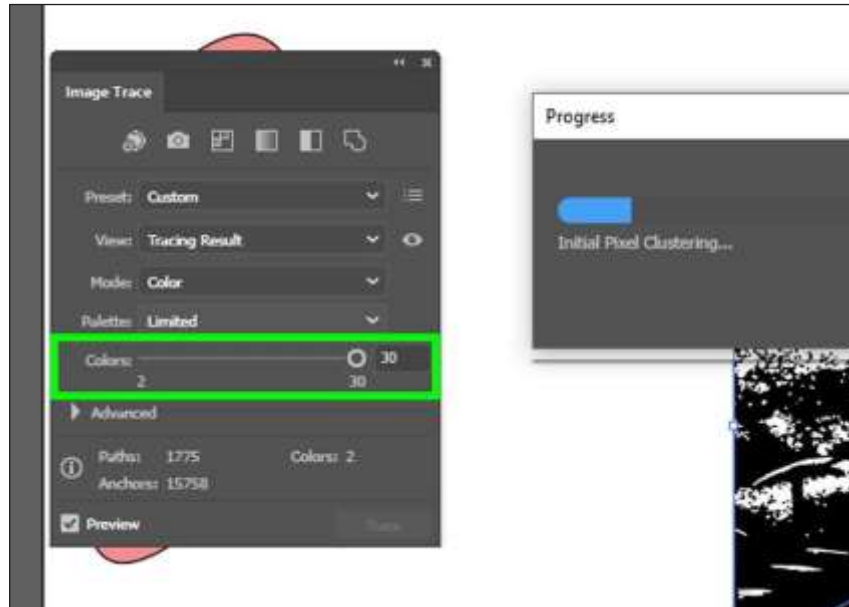 Image Trace
Preset: Custom
View: Tracing Result
Mode: Color
Palette: Limited
Colors: 30
2 30
Advanced
Paths: 1775 Colors: 2
Anchors: 15758
Preview
Trace
Progress
Initial Pixel Clustering...